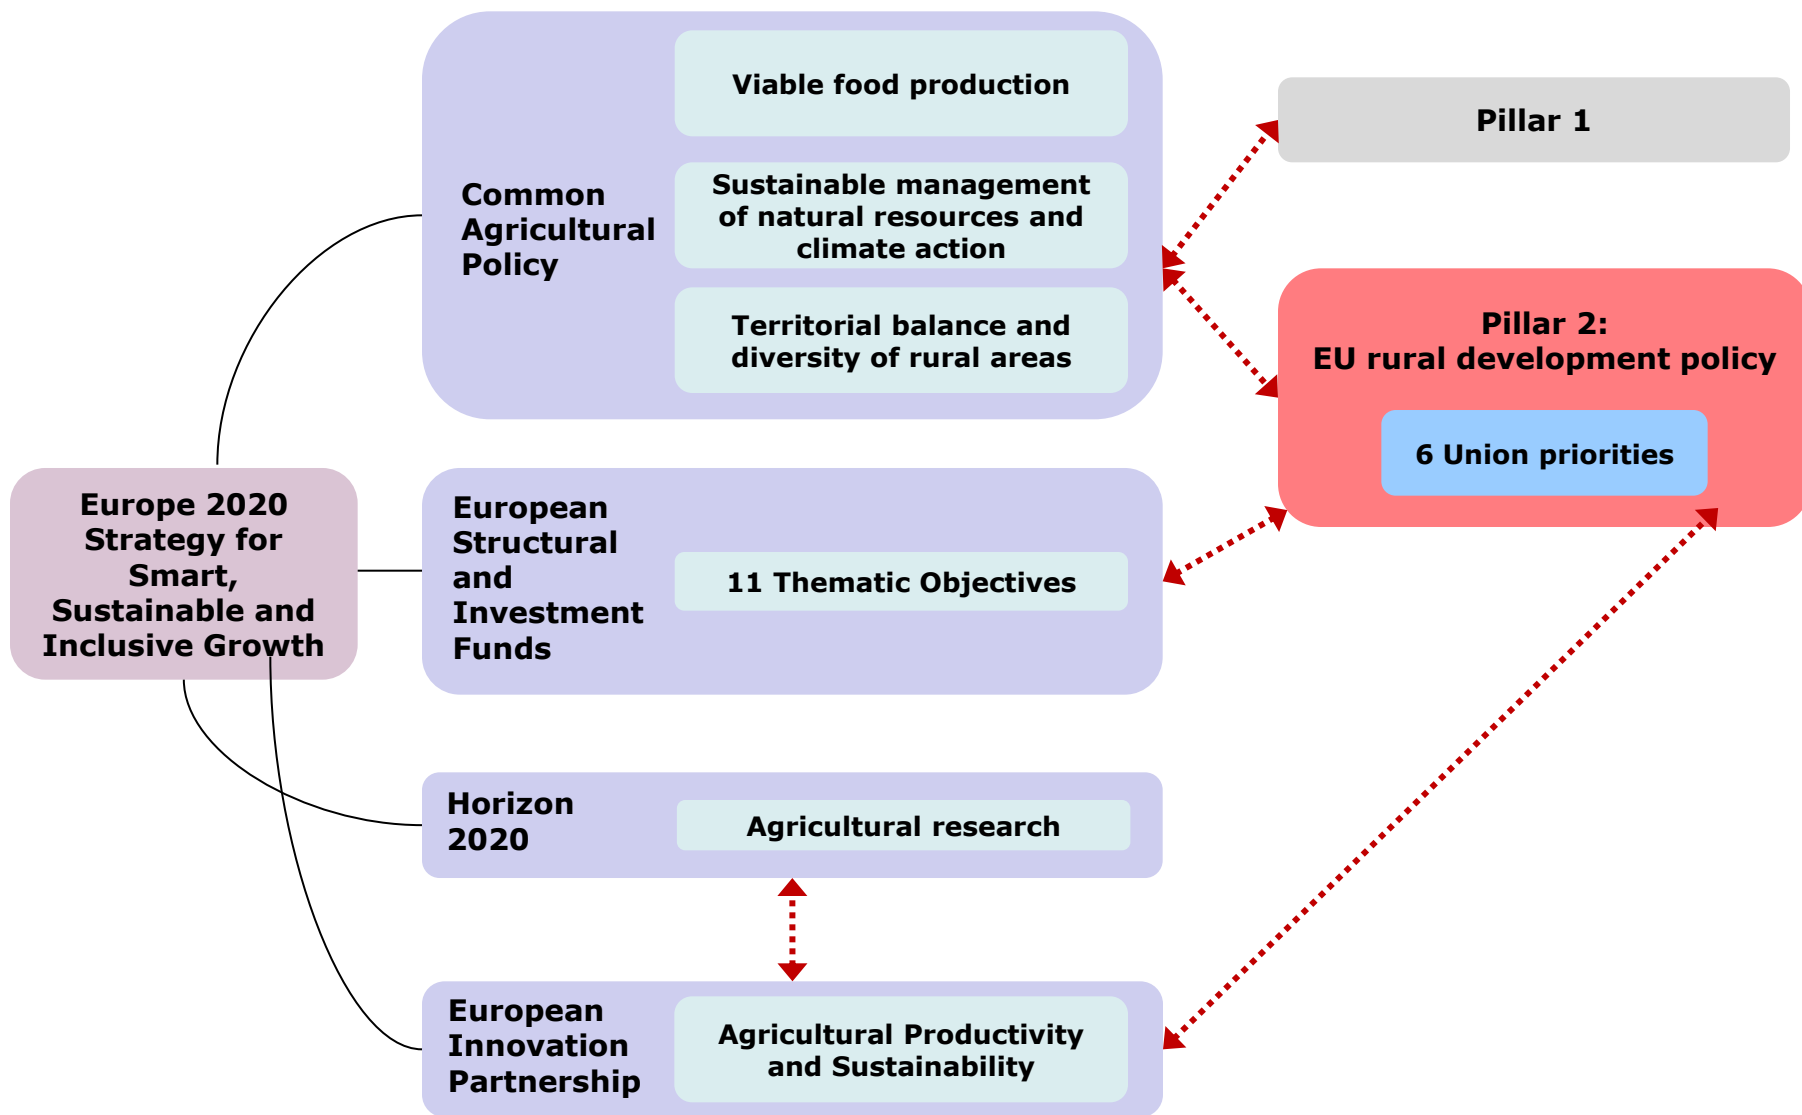 Viable food production
Common
Agricultural
Policy
Sustainable management
of natural resources and
climate action
Territorial balance and
diversity of rural areas
Pillar 1
Pillar 2:
EU rural development policy
6 Union priorities
Europe 2020
Strategy for
Smart,
Sustainable and
Inclusive Growth
European
Structural
and
Investment
Funds
11 Thematic Objectives
Horizon
2020
Agricultural research
European
Innovation
Partnership
Agricultural Productivity
and Sustainability